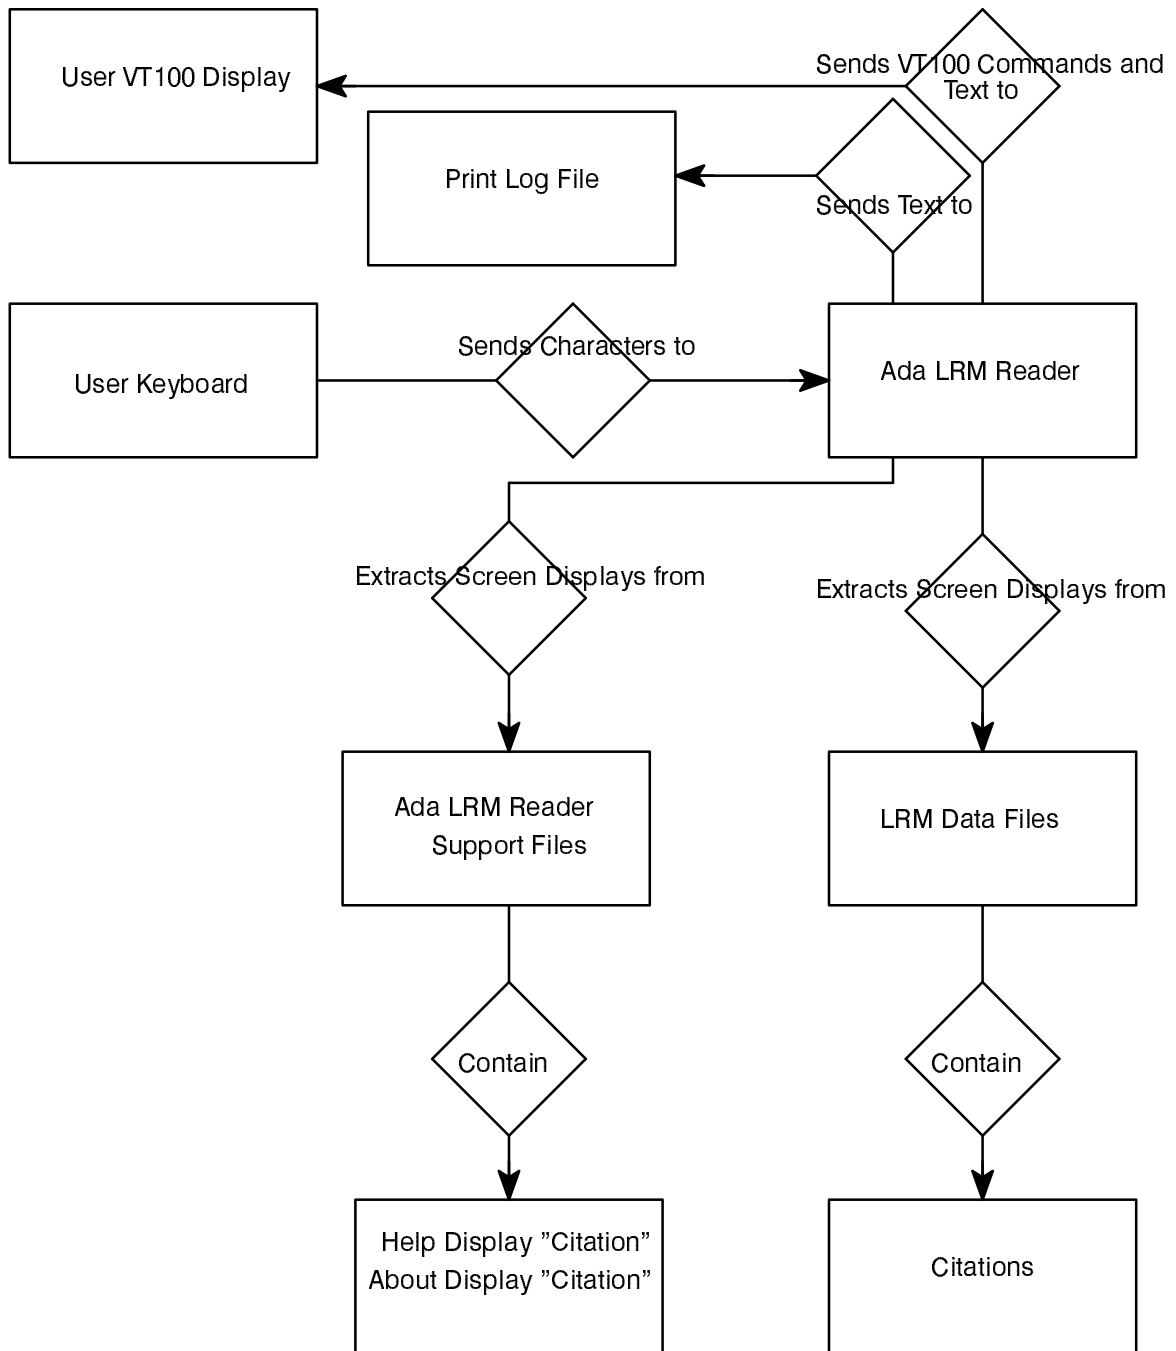 Sends VT100 Commands and
Text to
User VT100 Display
Print Log File
Sends Text to
Sends Characters to
User Keyboard
Ada LRM Reader
Extracts Screen Displays from
Extracts Screen Displays from
Ada LRM Reader
Support Files
LRM Data Files
Contain
Contain
Help Display ”Citation”
About Display ”Citation”
Citations